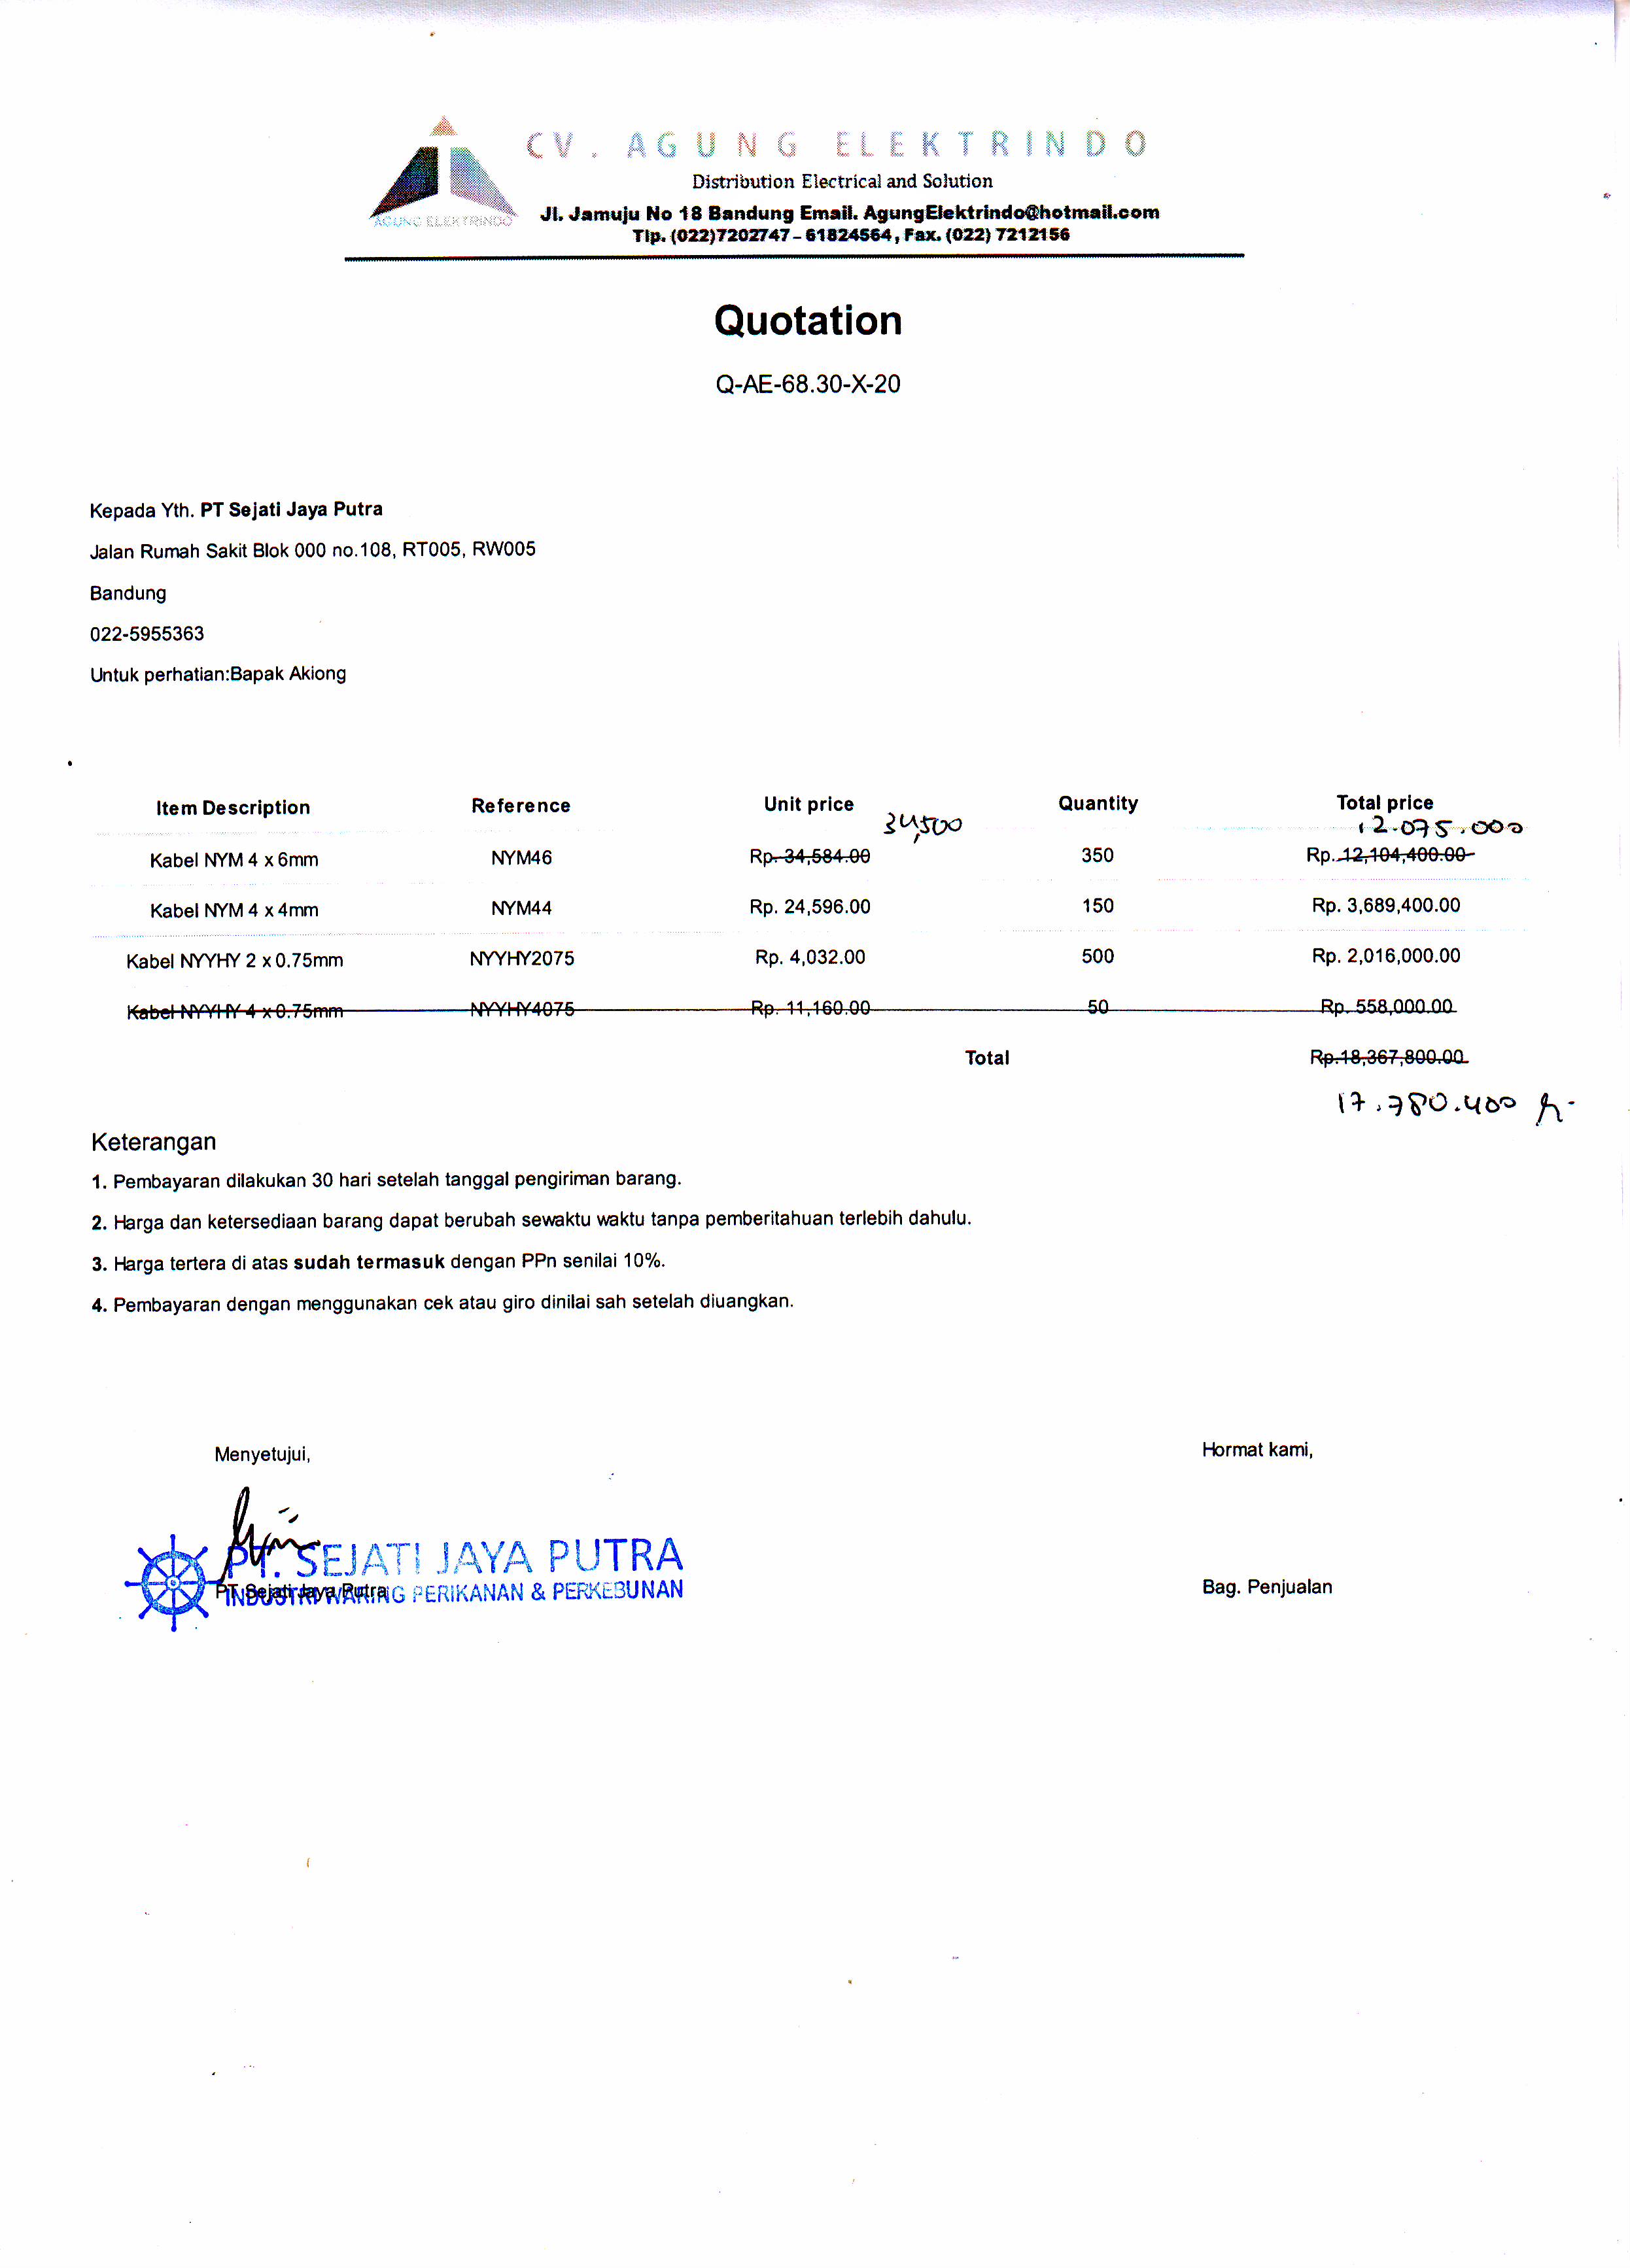 CV. AGUNG ELEKTRINDO
AGUNG ELEKTRINDO
Distribution Electrical and Solution
Jl. Jamuju No 18 Bandung Email. AgungElektrindo@hotmail.com
Tlp. (022)7202747 – 61824564, Fax. (022) 7212156
Quotation
Q-AE-68.30-X-20
Kepada Yth. PT Sejati Jaya Putra
Jalan Rumah Sakit Blok 000 no.108, RT005, RW005
Bandung
022-5955363
Untuk perhatian:Bapak Akiong
Item Description Reference Unit price Quantity Total price
34,500 12.075.000
Kabel NYM 4 x 6mm NYM46 Rp. 34,584.00 350 Rp. 12,104,400.00
Kabel NYM 4 x 4mm NYM44 Rp. 24,596.00 150 Rp. 3,689,400.00
Kabel NYYHY 2 x 0.75mm NYYHY2075 Rp. 4,032.00 500 Rp. 2,016,000.00
Kabel NYYHY 4 x 0.75mm NYYHY4075 Rp. 11,160.00 50 Rp. 558,000.00
Total Rp.18,367,800.00
17.780.400
Keterangan
1. Pembayaran dilakukan 30 hari setelah tanggal pengiriman barang.
2. Harga dan ketersediaan barang dapat berubah sewaktu waktu tanpa pemberitahuan terlebih dahulu.
3. Harga tertera di atas sudah termasuk dengan PPn senilai 10%.
4. Pembayaran dengan menggunakan cek atau giro dinilai sah setelah diuangkan.
Menyetujui, Hormat kami,
PT. SEJATI JAYA PUTRA
PT Sejati Jaya Putra Bag. Penjualan
PERIKANAN & PERKEBUNAN